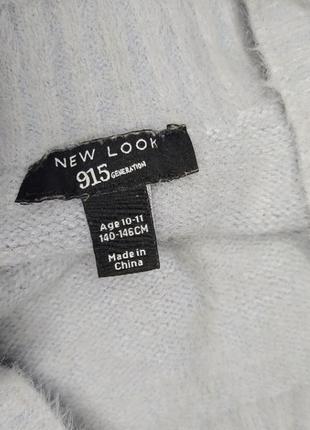 NEW LOOK
915 GENERATION
Age 10-11
140-146CM
Made in
China